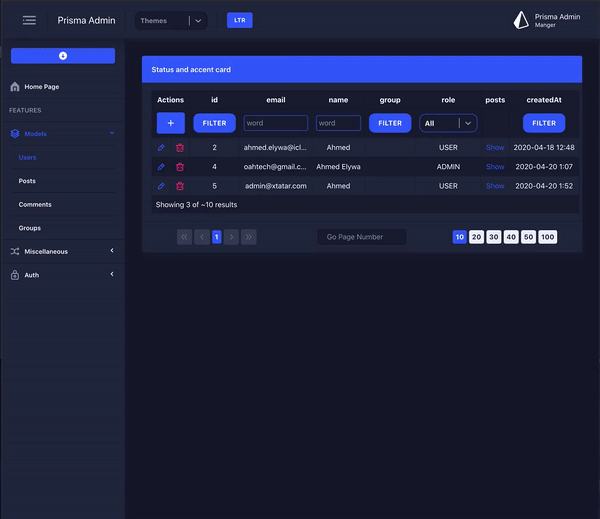 Prisma Admin
Themes
LTR
Prisma Admin
Manger
Home Page
FEATURES
Models
Users
Posts
Comments
Groups
Miscellaneous
Auth
Status and accent card
Actions id email name group role posts createdAt
+ FILTER word word FILTER All FILTER
2 ahmed.elywa@icl... Ahmed USER Show 2020-04-18 12:48
4 oahtech@gmail.c... Ahmed Elywa ADMIN Show 2020-04-20 1:07
5 admin@xtatar.com Ahmed USER Show 2020-04-20 1:52
Showing 3 of ~10 results
1 Go Page Number 10 20 30 40 50 100